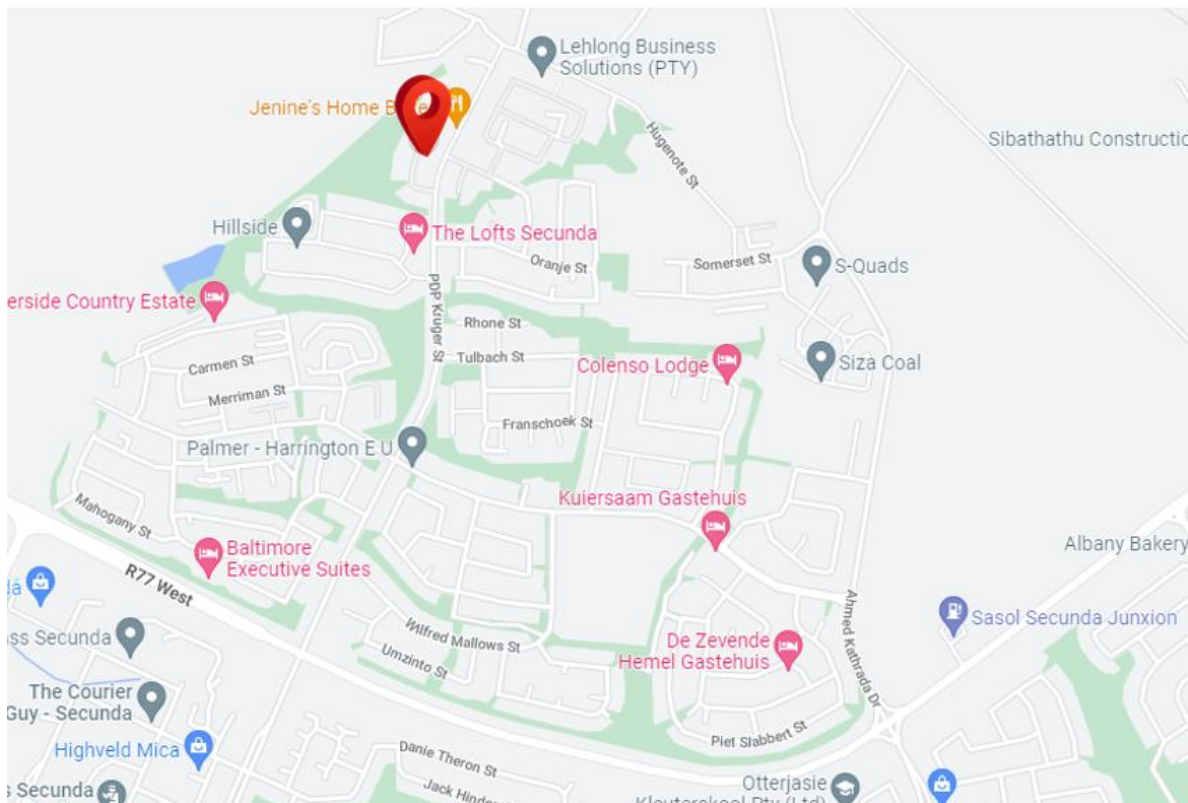 Lehlong Business
Solutions (PTY)
Jenine's Home B
Hugenote St
Sibathathu Constructio
Hillside
The Lofts Secunda
Oranje St
Somerset St
S-Quads
PDP Kruger St
erside Country Estate
Rhone St
Tulbach St
Carmen St
Colenso Lodge
Siza Coal
Merriman St
Franschoek St
Palmer - Harrington E U
Kuiersaam Gastehuis
Mahogany St
Baltimore
Executive Suites
Albany Bakery
R77 West
Ahmed Kathrada Dr
Sasol Secunda Junxion
ass Secunda
Wilfred Mallows St
De Zevende
Hemel Gastehuis
Umzinto St
The Courier
Guy - Secunda
Piet Slabbert St
Highveld Mica
Danie Theron St
Otterjasie
s Secunda